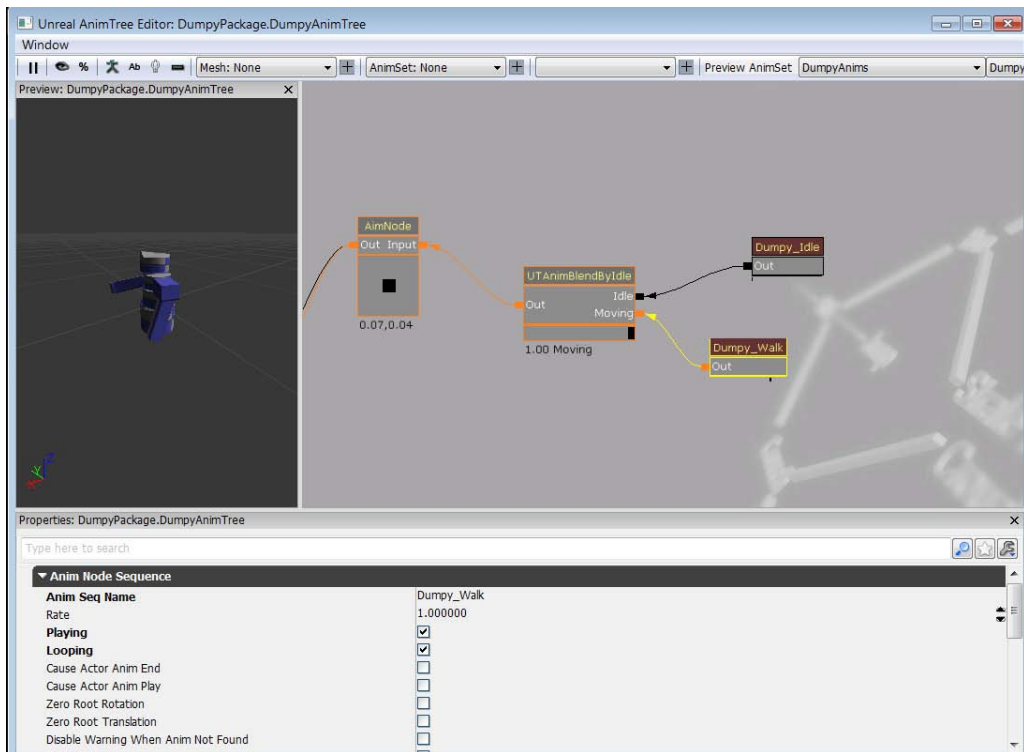 Unreal AnimTree Editor: DumpyPackage.DumpyAnimTree
Window
% Ab Mesh: None AnimSet: None Preview AnimSet DumpyAnims Dumpy
Preview: DumpyPackage.DumpyAnimTree
AimNode
Out Input
0.07,0.04
UTAnimBlendByIdle
Idle
Out
Moving
1.00 Moving
Dumpy_Idle
Out
Dumpy_Walk
Out
Z
Y
X
Properties: DumpyPackage.DumpyAnimTree
Type here to search
Anim Node Sequence
Anim Seq Name Dumpy_Walk
Rate 1.000000
Playing
Looping
Cause Actor Anim End
Cause Actor Anim Play
Zero Root Rotation
Zero Root Translation
Disable Warning When Anim Not Found